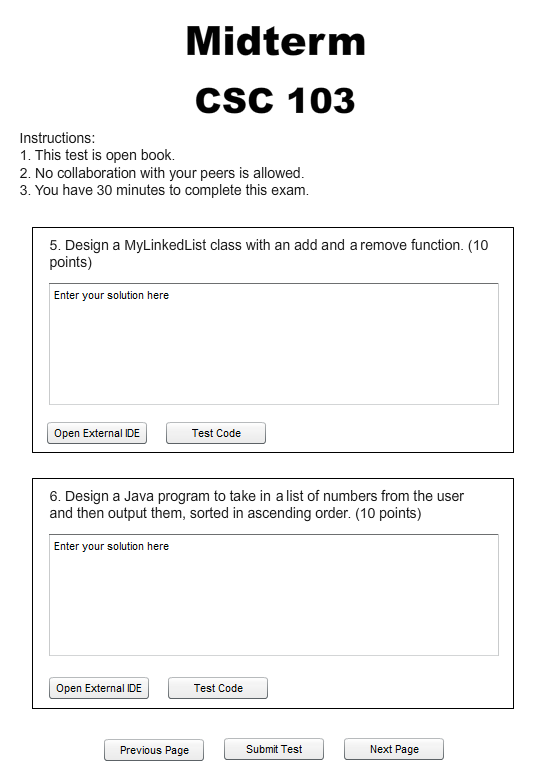 Midterm
CSC 103
Instructions:
1. This test is open book.
2. No collaboration with your peers is allowed.
3. You have 30 minutes to complete this exam.
5. Design a MyLinkedList class with an add and a remove function. (10
points)
Enter your solution here
Open External IDE Test Code
6. Design a Java program to take in a list of numbers from the user
and then output them, sorted in ascending order. (10 points)
Enter your solution here
Open External IDE Test Code
Previous Page Submit Test Next Page